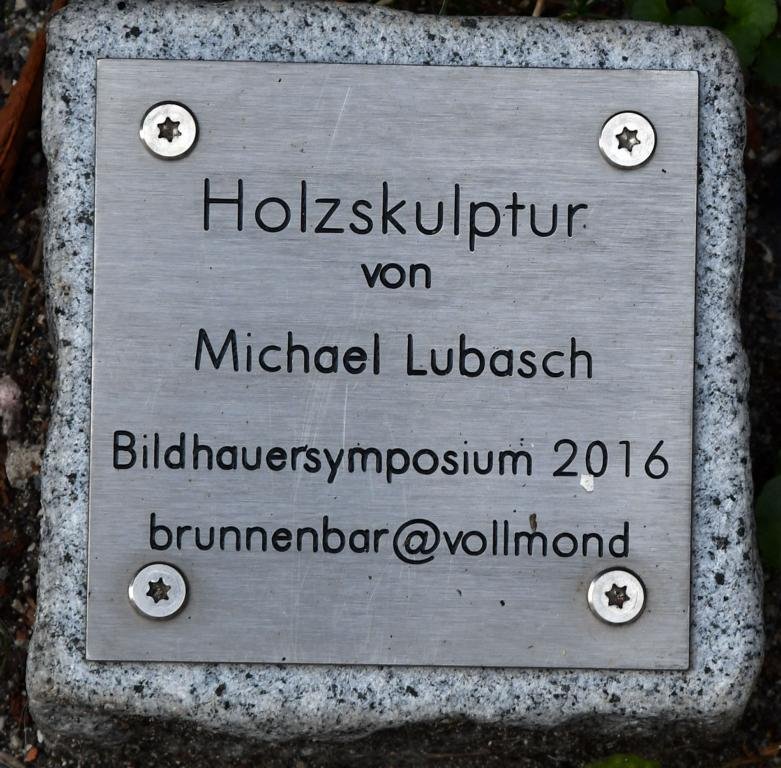 Holzskulptur
von
Michael Lubasch
Bildhauersymposium 2016
brunnenbar@vollmond